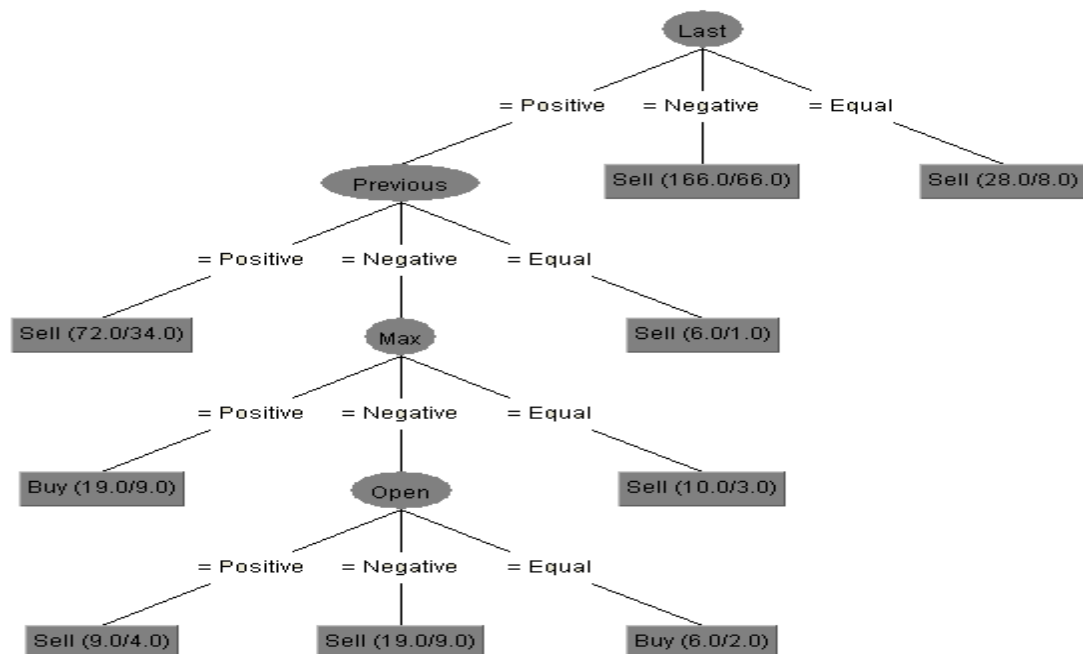 Last
= Positive = Negative = Equal
Previous Sell (166.0/66.0) Sell (28.0/8.0)
= Positive = Negative = Equal
Sell (72.0/34.0) Max Sell (6.0/1.0)
= Positive = Negative = Equal
Buy (19.0/9.0) Open Sell (10.0/3.0)
= Positive = Negative = Equal
Sell (9.0/4.0) Sell (19.0/9.0) Buy (6.0/2.0)